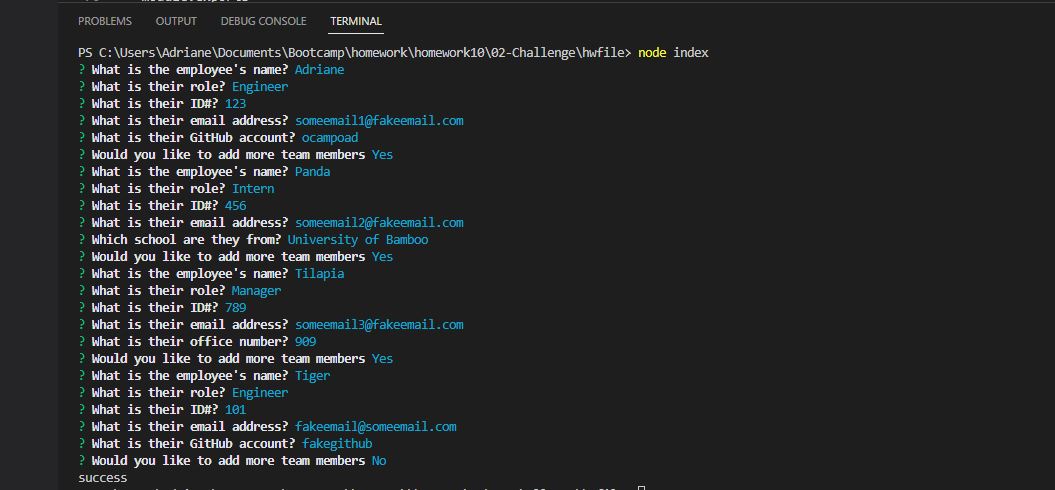 PROBLEMS OUTPUT DEBUG CONSOLE TERMINAL
PS C:\Users\Adriane\Documents\Bootcamp\homework\homework10\02-Challenge\hwfile> node index
? What is the employee's name? Adriane
? What is their role? Engineer
? What is their ID#? 123
? What is their email address? someemail1@fakeemail.com
? What is their GitHub account? ocampoad
? Would you like to add more team members Yes
? What is the employee's name? Panda
? What is their role? Intern
? What is their ID#? 456
? What is their email address? someemail2@fakeemail.com
? Which school are they from? University of Bamboo
? Would you like to add more team members Yes
? What is the employee's name? Tilapia
? What is their role? Manager
? What is their ID#? 789
? What is their email address? someemail3@fakeemail.com
? What is their office number? 909
? Would you like to add more team members Yes
? What is the employee's name? Tiger
? What is their role? Engineer
? What is their ID#? 101
? What is their email address? fakeemail@someemail.com
? What is their GitHub account? fakegithub
? Would you like to add more team members No
success